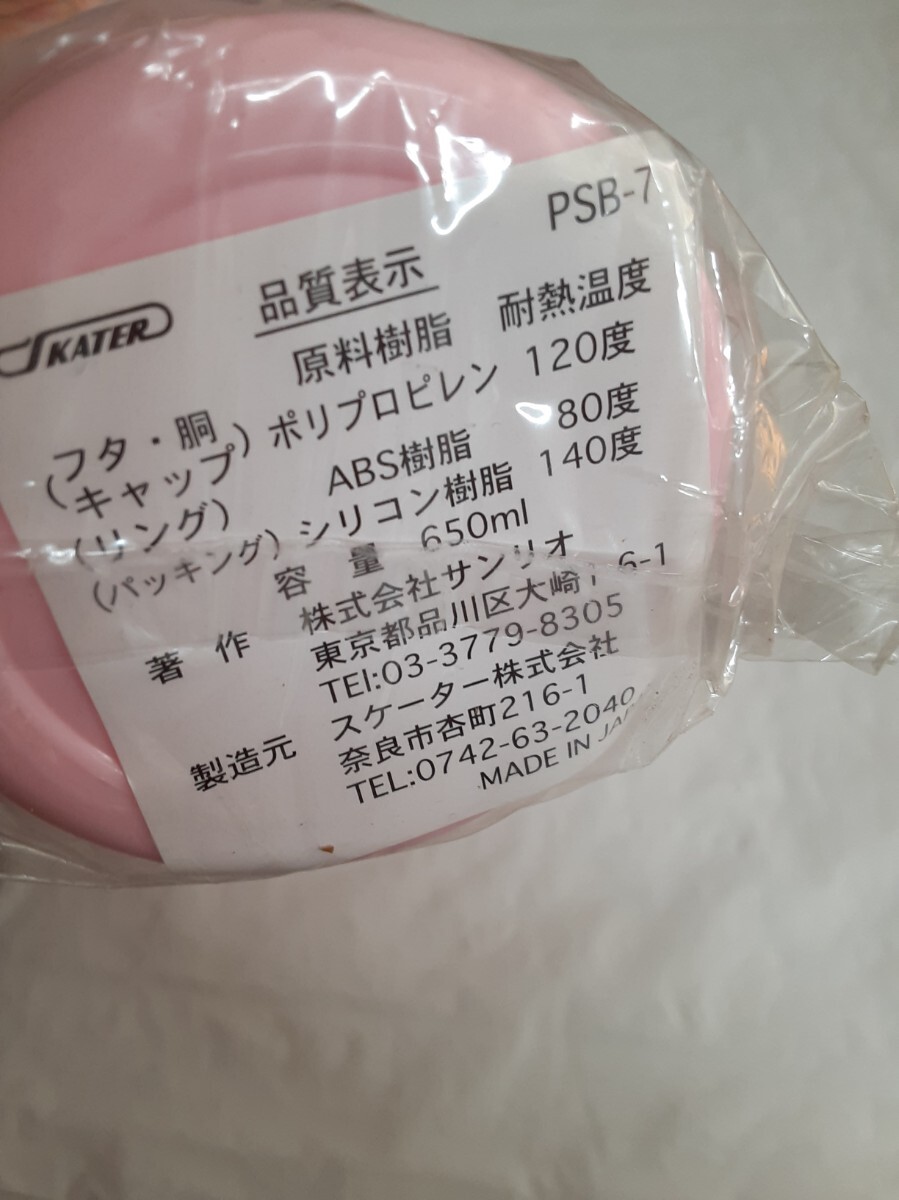 PSB-7
SKATER
品質表示
原料樹脂 耐熱温度
(フタ・胴
キャップ) ポリプロピレン 120度
(リング) ABS樹脂 80度
(パッキング) シリコン樹脂 140度
容量 650ml
著作 株式会社サンリオ
東京都品川区大崎 6-1
TEl:03-3779-8305
製造元 スケーター株式会社
奈良市杏町216-1
TEL:0742-63-2040
MADE IN